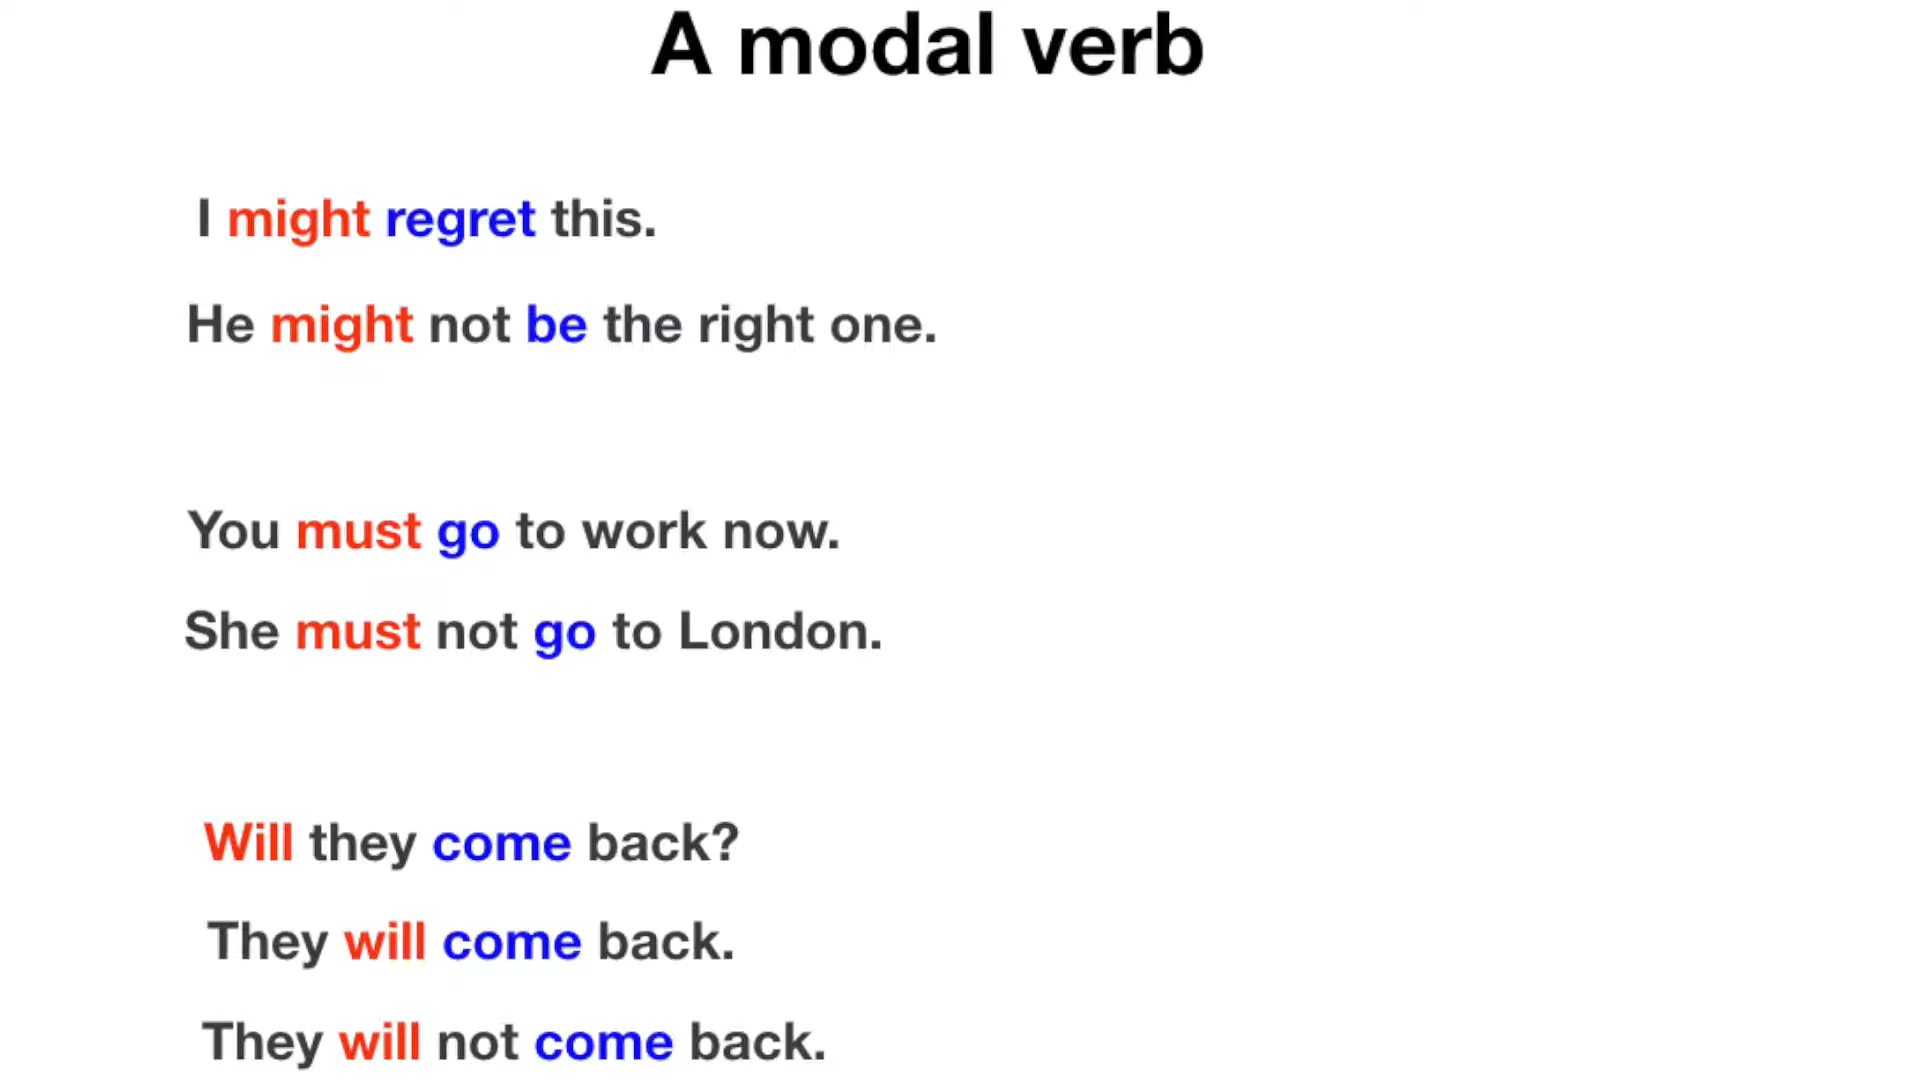 A modal verb
I might regret this.
He might not be the right one.
You must go to work now.
She must not go to London.
Will they come back?
They will come back.
They will not come back.